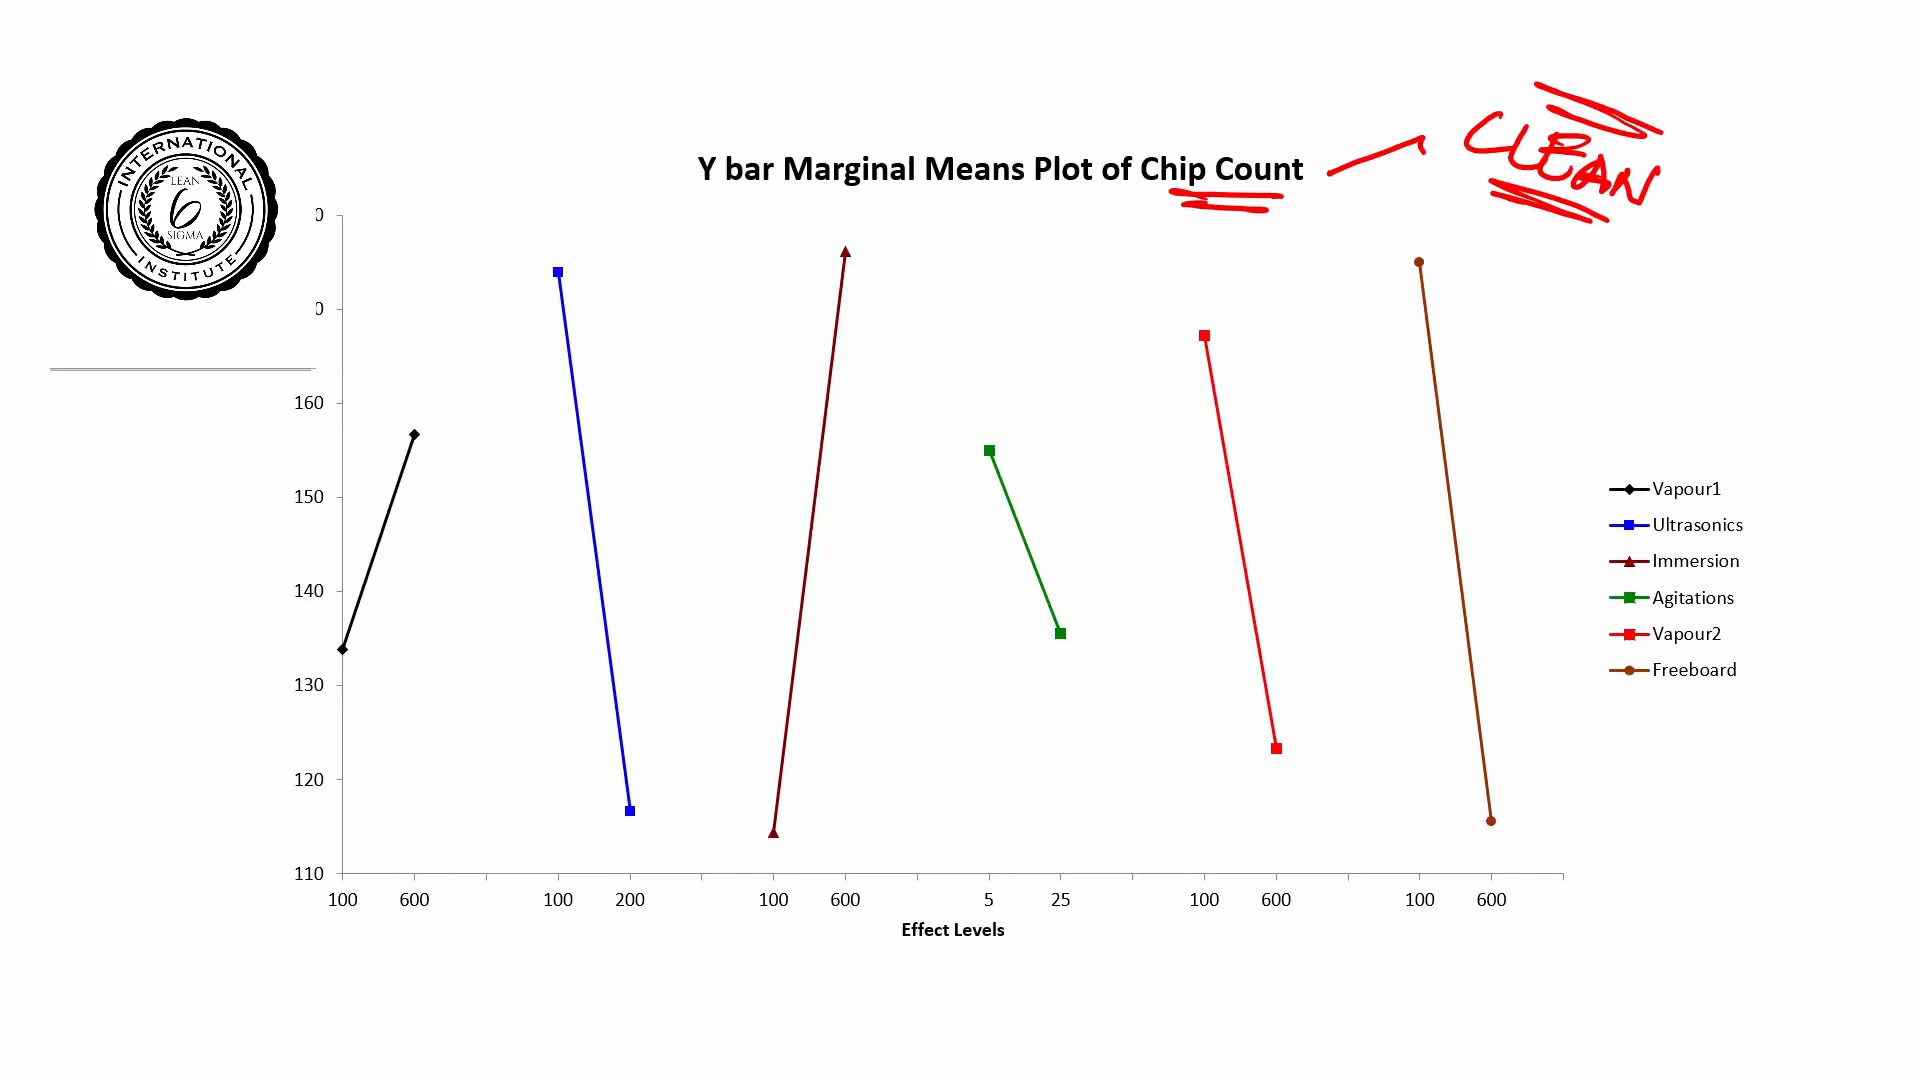 CLEAN
Y bar Marginal Means Plot of Chip Count
INTERNATIONAL
LEAN
6
SIGMA
INSTITUTE
0
0
160
150
140
130
120
110
100 600 100 200 100 600 5 25 100 600 100 600
Effect Levels
Vapour1
Ultrasonics
Immersion
Agitations
Vapour2
Freeboard